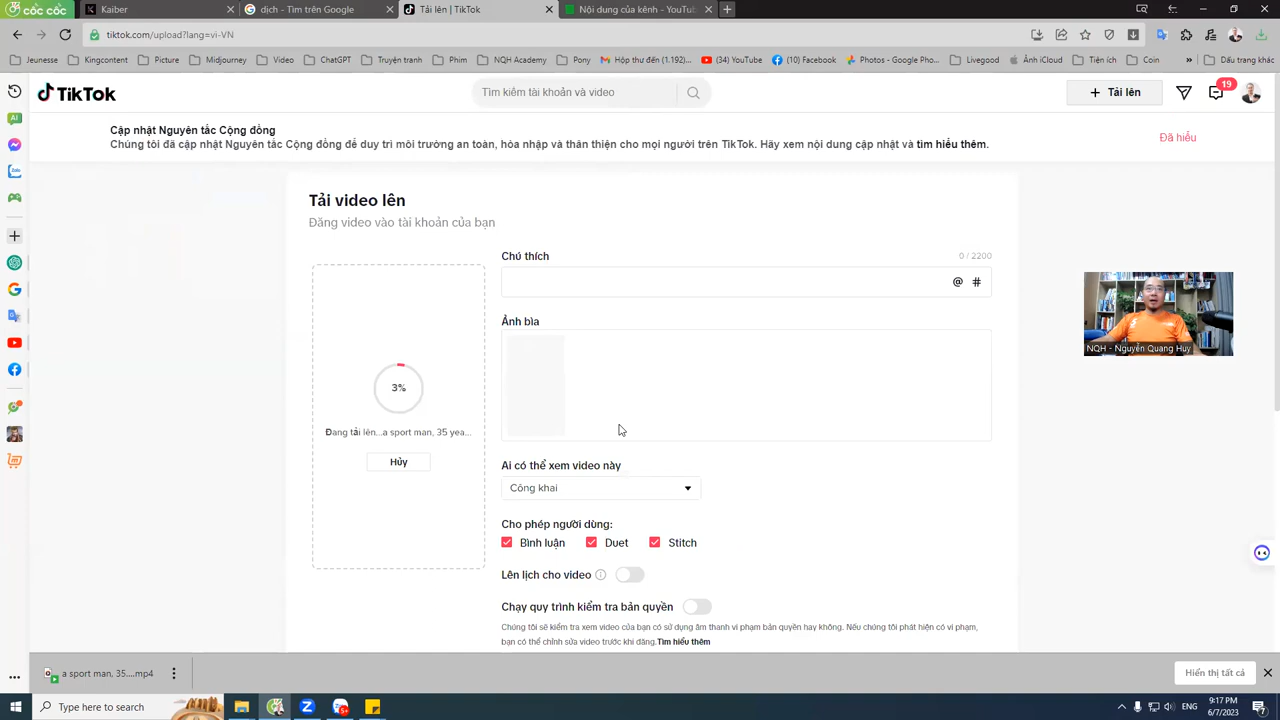 cốc cốc
Kaiber
dịch - Tìm trên Google
Tải lên | TikTok
Nội dung của kênh - YouTub
tiktok.com/upload?lang=vi-VN
Jeunesse
Kingcontent
Picture
Midjourney
Video
ChatGPT
Truyện tranh
Phim
NQH Academy
Pony
Hộp thư đến (1.192)...
(34) YouTube
(10) Facebook
Photos - Google Pho...
Livegood
Ảnh iCloud
Tiện ích
Coin
»
Dấu trang khác
TikTok
Tìm kiếm tài khoản và video
+ Tải lên
19
Cập nhật Nguyên tắc Cộng đồng
Chúng tôi đã cập nhật Nguyên tắc Cộng đồng để duy trì môi trường an toàn, hòa nhập và thân thiện cho mọi người trên TikTok. Hãy xem nội dung cập nhật và tìm hiểu thêm.
Đã hiểu
Tải video lên
Đăng video vào tài khoản của bạn
Chú thích
0 / 2200
@ #
Ảnh bìa
3%
Đang tải lên...a sport man, 35 yea...
Hủy
Ai có thể xem video này
Công khai
Cho phép người dùng:
Bình luận
Duet
Stitch
Lên lịch cho video
Chạy quy trình kiểm tra bản quyền
Chúng tôi sẽ kiểm tra xem video của bạn có sử dụng âm thanh vi phạm bản quyền hay không. Nếu chúng tôi phát hiện có vi phạm,
bạn có thể chỉnh sửa video trước khi đăng.Tìm hiểu thêm
NQH - Nguyễn Quang Huy
a sport man, 35....mp4
Hiển thị tất cả
Type here to search
5+
ENG
9:17 PM
6/7/2023